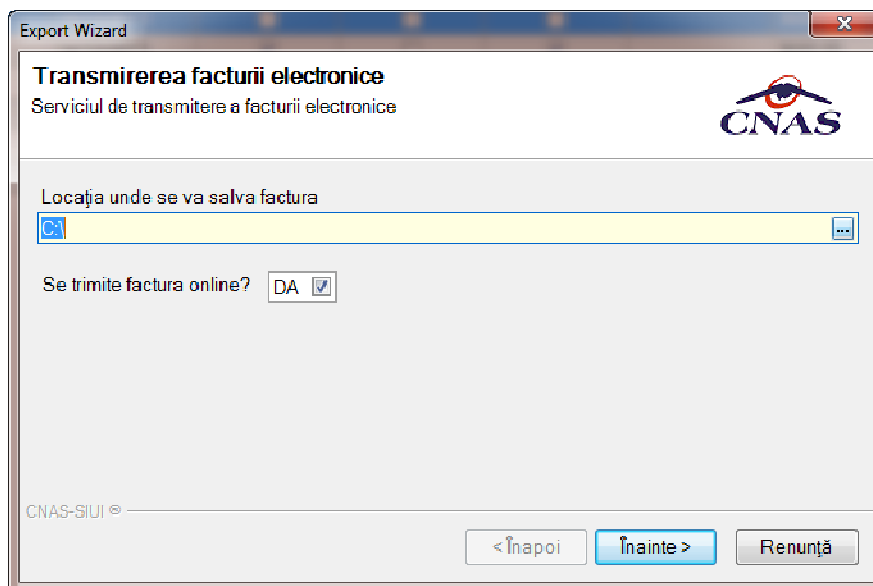 Export Wizard
Transmirerea facturii electronice
Serviciul de transmitere a facturii electronice
CNAS
Locaţia unde se va salva factura
C:\
...
Se trimite factura online? DA
CNAS-SIUI ®
< Înapoi Înainte > Renunţă